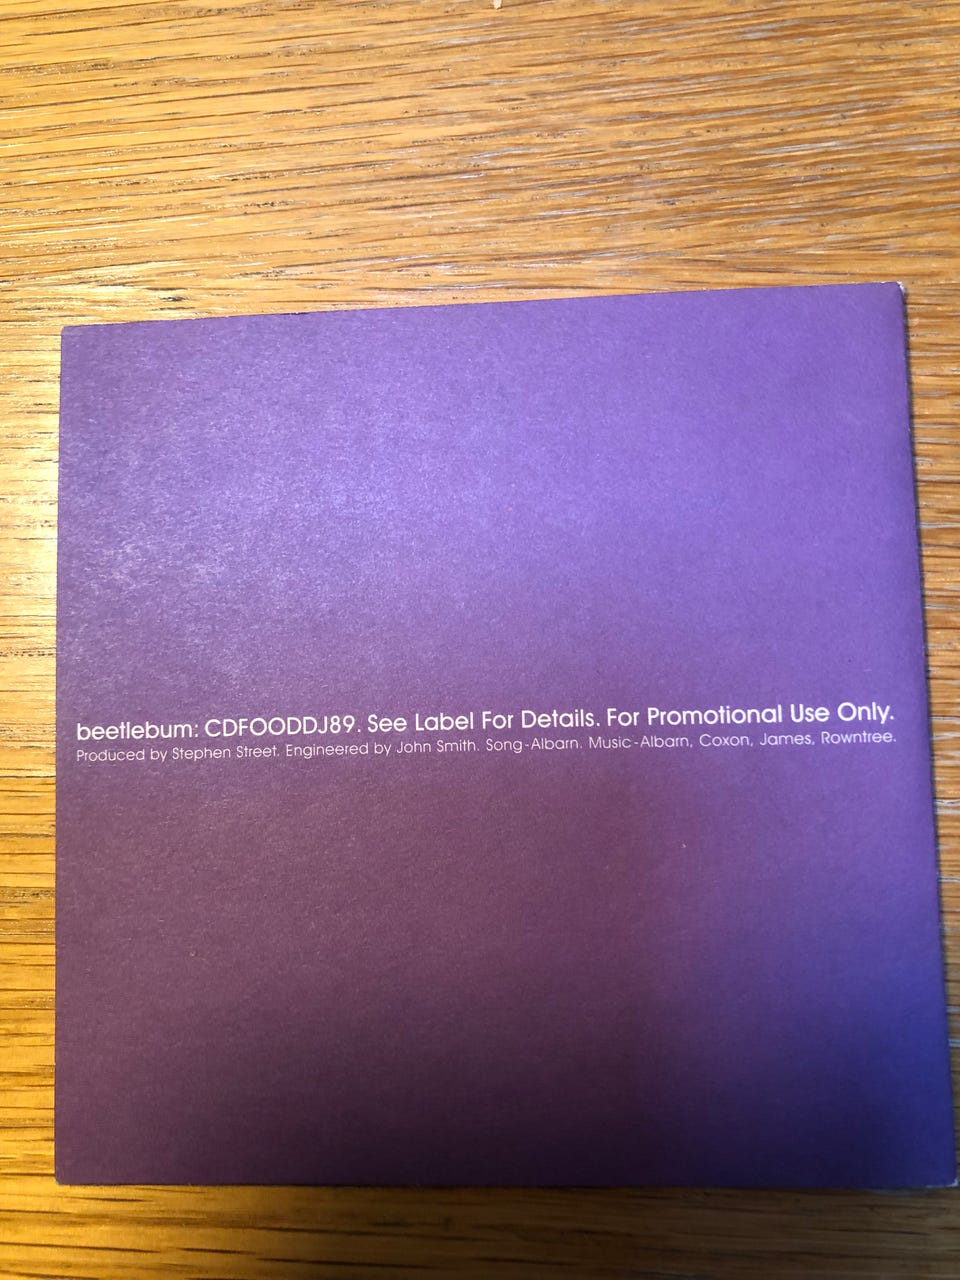 beetlebum: CDFOODDJ89. See Label For Details. For Promotional Use Only.
Produced by Stephen Street. Engineered by John Smith. Song-Albarn. Music-Albarn, Coxon, James, Rowntree.